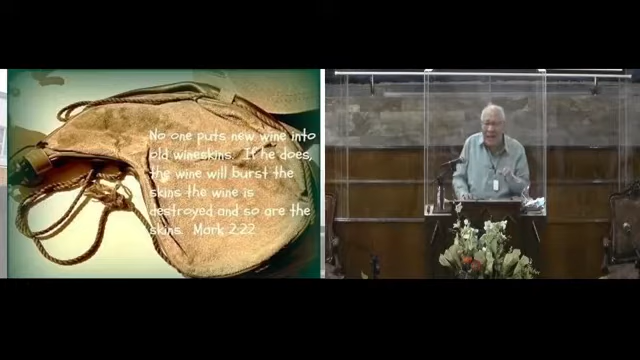 No one puts new wine into
old wineskins. If he does,
the wine will burst the
skins the wine is
destroyed and so are the
skins. Mark 2:22